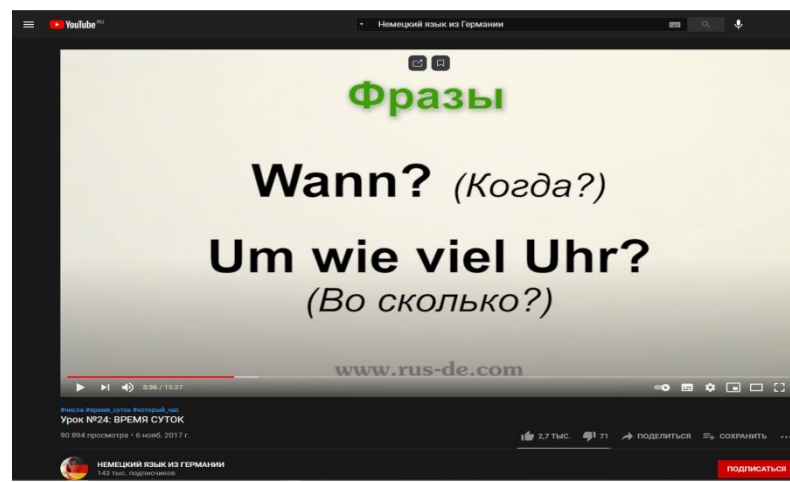 YouTube RU
Немецкий язык из Германии
Фразы
Wann? (Когда?)
Um wie viel Uhr?
(Во сколько?)
www.rus-de.com
3:36 / 15:37
#числа #время_суток #который_час
Урок №24: ВРЕМЯ СУТОК
90 894 просмотра • 6 нояб. 2017 г.
2,7 ТЫС. 71 ПОДЕЛИТЬСЯ СОХРАНИТЬ ...
НЕМЕЦКИЙ ЯЗЫК ИЗ ГЕРМАНИИ
143 тыс. подписчиков
ПОДПИСАТЬСЯ